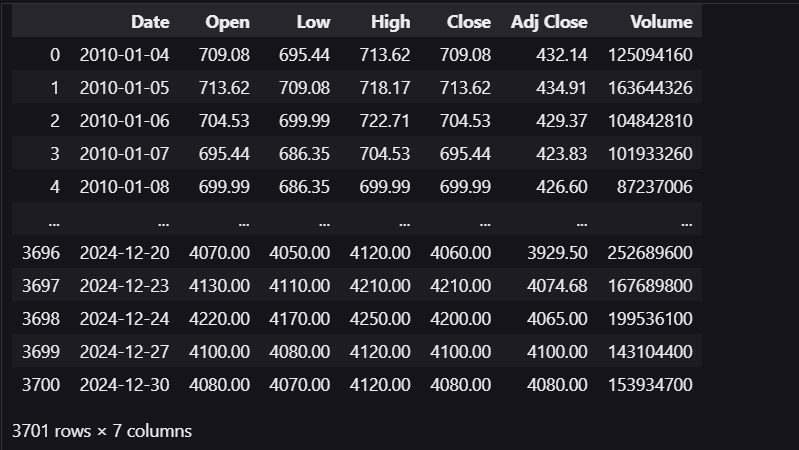 Date Open Low High Close Adj Close Volume
0 2010-01-04 709.08 695.44 713.62 709.08 432.14 125094160
1 2010-01-05 713.62 709.08 718.17 713.62 434.91 163644326
2 2010-01-06 704.53 699.99 722.71 704.53 429.37 104842810
3 2010-01-07 695.44 686.35 704.53 695.44 423.83 101933260
4 2010-01-08 699.99 686.35 699.99 699.99 426.60 87237006
... ... ... ... ... ... ... ...
3696 2024-12-20 4070.00 4050.00 4120.00 4060.00 3929.50 252689600
3697 2024-12-23 4130.00 4110.00 4210.00 4210.00 4074.68 167689800
3698 2024-12-24 4220.00 4170.00 4250.00 4200.00 4065.00 199536100
3699 2024-12-27 4100.00 4080.00 4120.00 4100.00 4100.00 143104400
3700 2024-12-30 4080.00 4070.00 4120.00 4080.00 4080.00 153934700
3701 rows × 7 columns